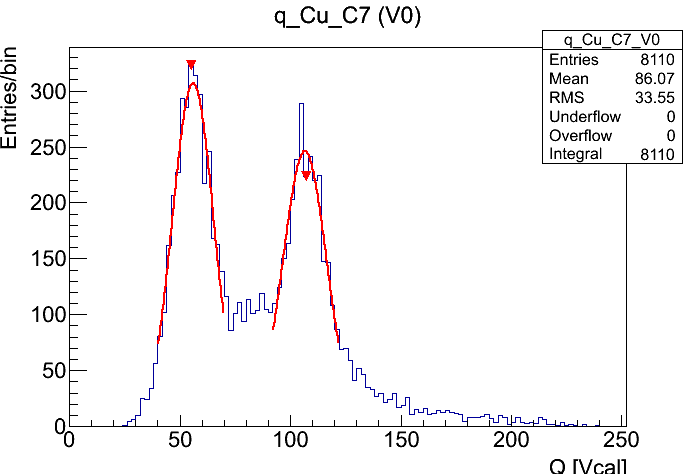 q_Cu_C7 (V0)
q_Cu_C7_V0
Entries 8110
Mean 86.07
RMS 33.55
Underflow 0
Overflow 0
Integral 8110
Entries/bin
300
250
200
150
100
50
0
0 50 100 150 200 250
Q [Vcal]